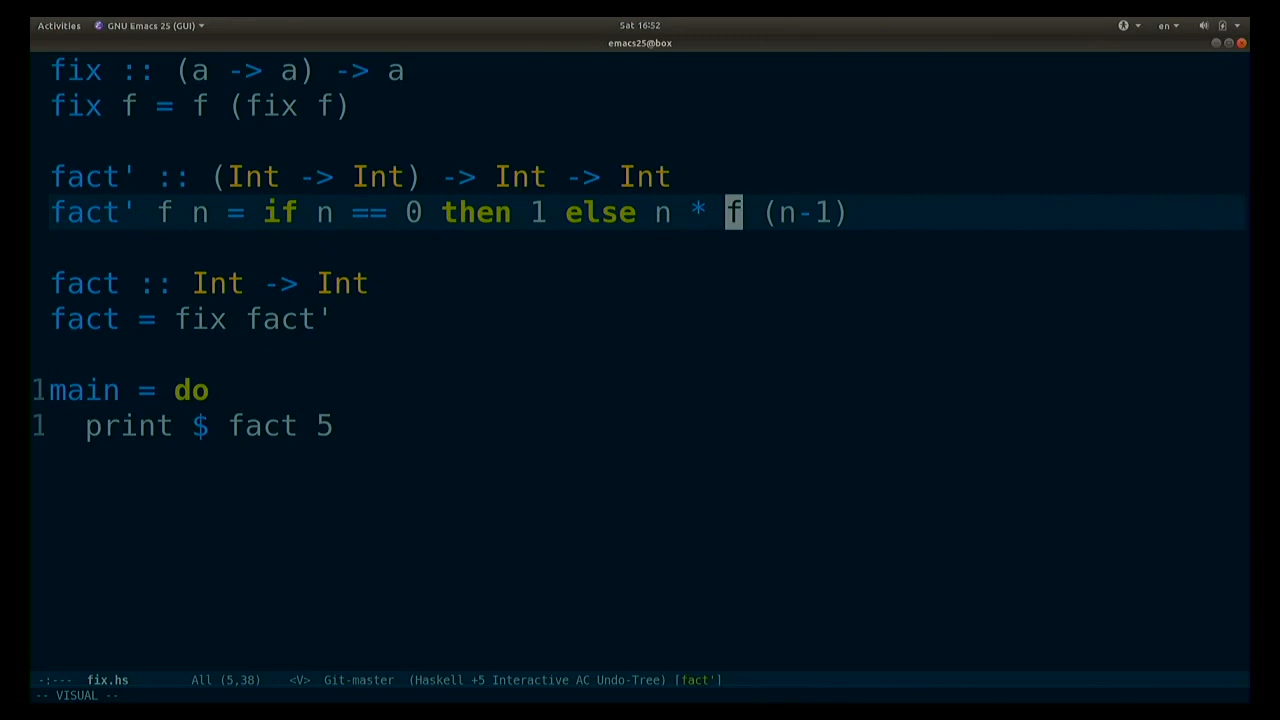 Activities GNU Emacs 25 (GUI) Sat 16:52 en
emacs25@box
fix :: (a -> a) -> a
fix f = f (fix f)
fact' :: (Int -> Int) -> Int -> Int
fact' f n = if n == 0 then 1 else n * f (n-1)
fact :: Int -> Int
fact = fix fact'
1main = do
1 print $ fact 5
-:--- fix.hs All (5,38) <V> Git-master (Haskell +5 Interactive AC Undo-Tree) [fact']
-- VISUAL --